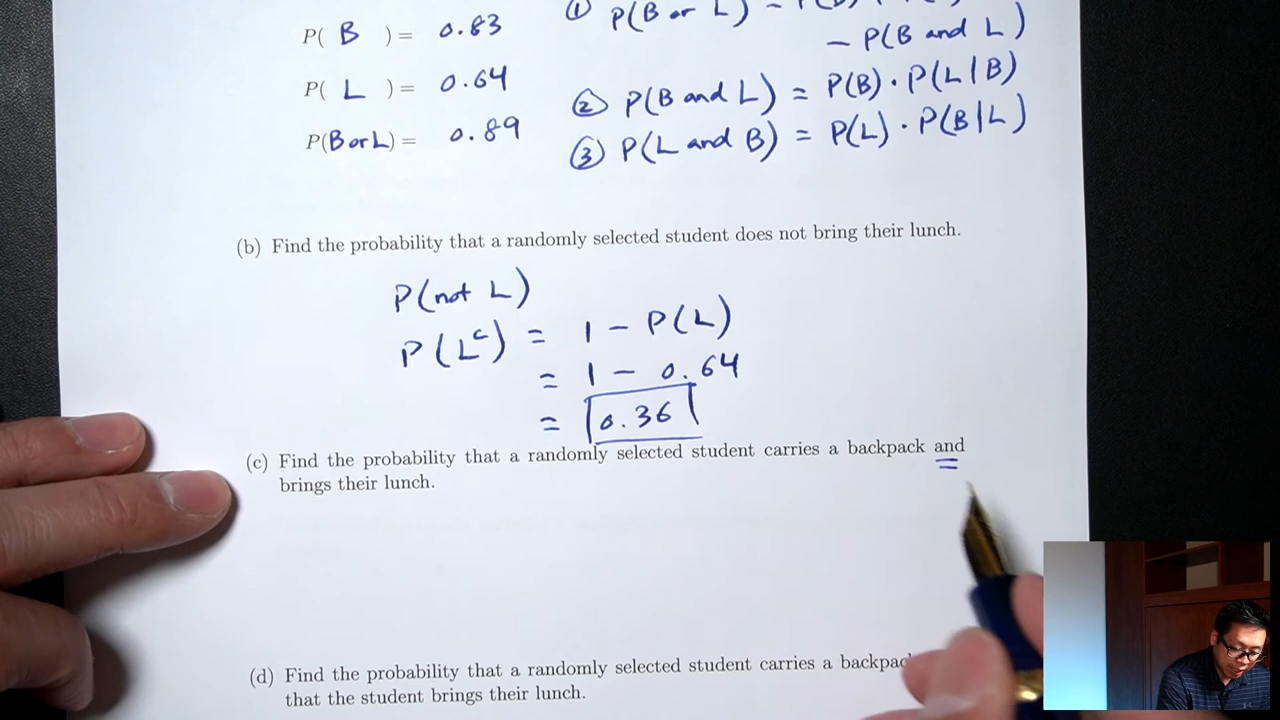 ① P(B or L) =
P( B ) = 0.83
— P(B and L)
P( L ) = 0.64
② P(B and L) = P(B) · P(L|B)
P(B or L) = 0.89
③ P(L and B) = P(L) · P(B|L)
(b) Find the probability that a randomly selected student does not bring their lunch.
P(not L)
P(Lᶜ) = 1 — P(L)
= 1 — 0.64
= 0.36
(c) Find the probability that a randomly selected student carries a backpack and
brings their lunch.
(d) Find the probability that a randomly selected student carries a
that the student brings their lunch.